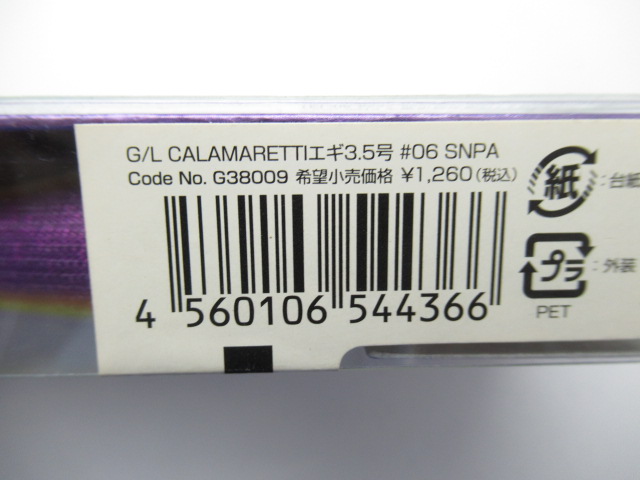 G/L CALAMARETTIエギ3.5号 #06 SNPA
Code No. G38009 希望小売価格 ¥1,260(税込)
4 560106 544366
紙 :台紙
プラ :外装
PET